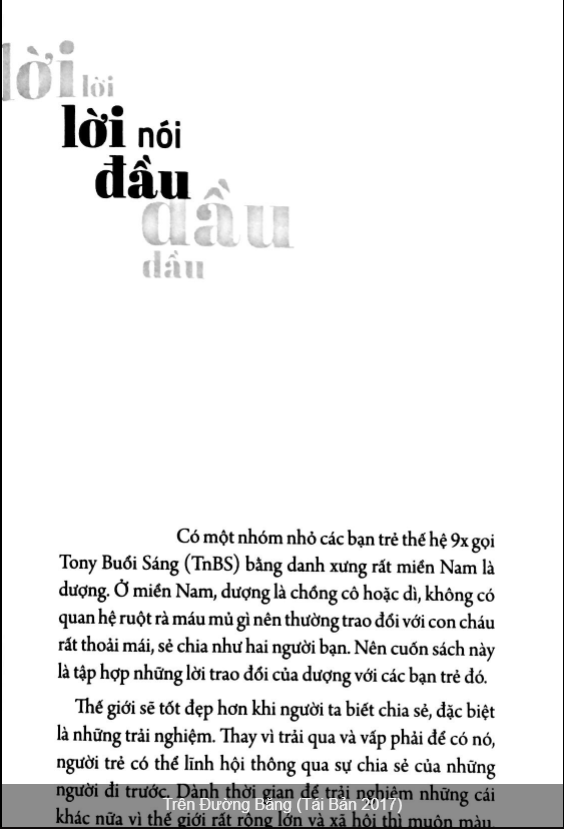 lời lời
lời nói
đầu
đầu
đầu
Có một nhóm nhỏ các bạn trẻ thế hệ 9x gọi
Tony Buổi Sáng (TnBS) bằng danh xưng rất miền Nam là
dượng. Ở miền Nam, dượng là chồng cô hoặc dì, không có
quan hệ ruột rà máu mủ gì nên thường trao đổi với con cháu
rất thoải mái, sẻ chia như hai người bạn. Nên cuốn sách này
là tập hợp những lời trao đổi của dượng với các bạn trẻ đó.
Thế giới sẽ tốt đẹp hơn khi người ta biết chia sẻ, đặc biệt
là những trải nghiệm. Thay vì trải qua và vấp phải để có nó,
người trẻ có thể lĩnh hội thông qua sự chia sẻ của những
người đi trước. Dành thời gian để trải nghiệm những cái
Trên Đường Băng (Tái Bản 2017)
khác nữa vì thế giới rất rộng lớn và xã hội thì muôn màu,